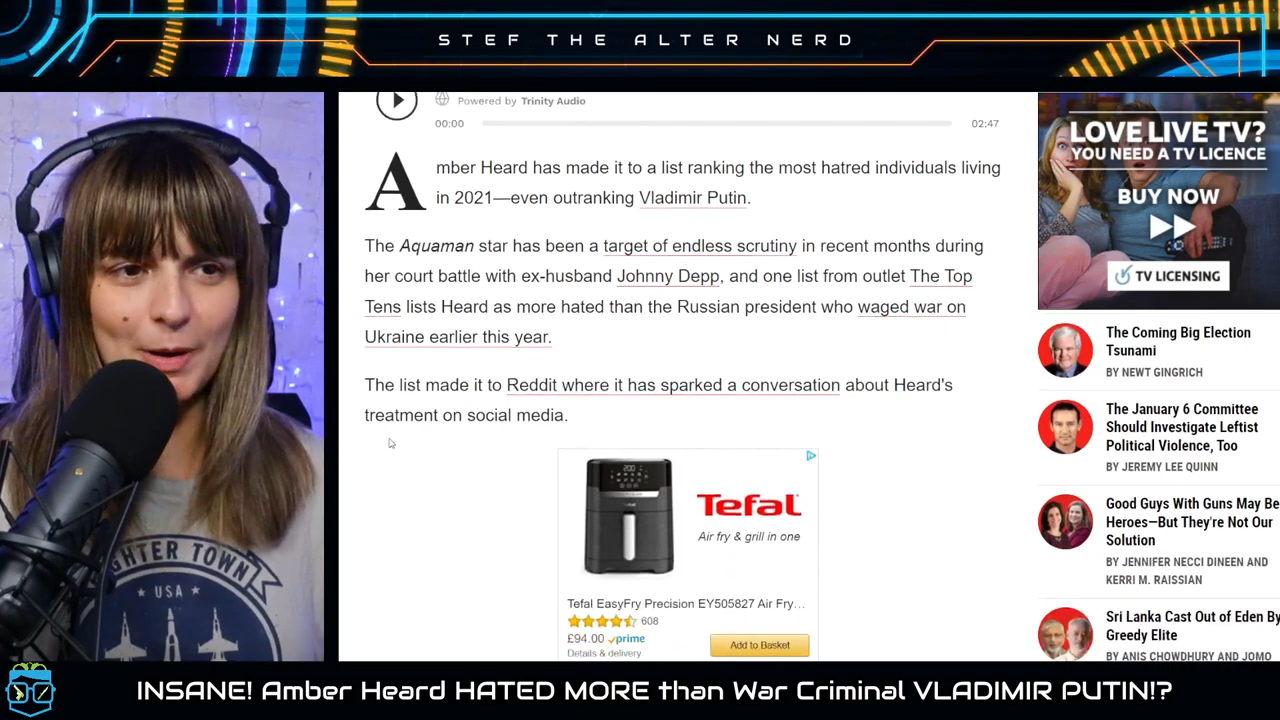 STEF THE ALTER NERD
Powered by Trinity Audio
00:00
02:47
Amber Heard has made it to a list ranking the most hatred individuals living
in 2021—even outranking Vladimir Putin.
The Aquaman star has been a target of endless scrutiny in recent months during
her court battle with ex-husband Johnny Depp, and one list from outlet The Top
Tens lists Heard as more hated than the Russian president who waged war on
Ukraine earlier this year.
The list made it to Reddit where it has sparked a conversation about Heard's
treatment on social media.
200
Tefal
Air fry & grill in one
Tefal EasyFry Precision EY505827 Air Fry...
608
£94.00 prime
Details & delivery
Add to Basket
LOVE LIVE TV?
YOU NEED A TV LICENCE
BUY NOW
TV LICENSING
The Coming Big Election
Tsunami
BY NEWT GINGRICH
The January 6 Committee
Should Investigate Leftist
Political Violence, Too
BY JEREMY LEE QUINN
Good Guys With Guns May Be
Heroes—But They're Not Our
Solution
BY JENNIFER NECCI DINEEN AND
KERRI M. RAISSIAN
Sri Lanka Cast Out of Eden By
Greedy Elite
BY ANIS CHOWDHURY AND JOMO
GHTER TOWN
USA
INSANE! Amber Heard HATED MORE than War Criminal VLADIMIR PUTIN!?